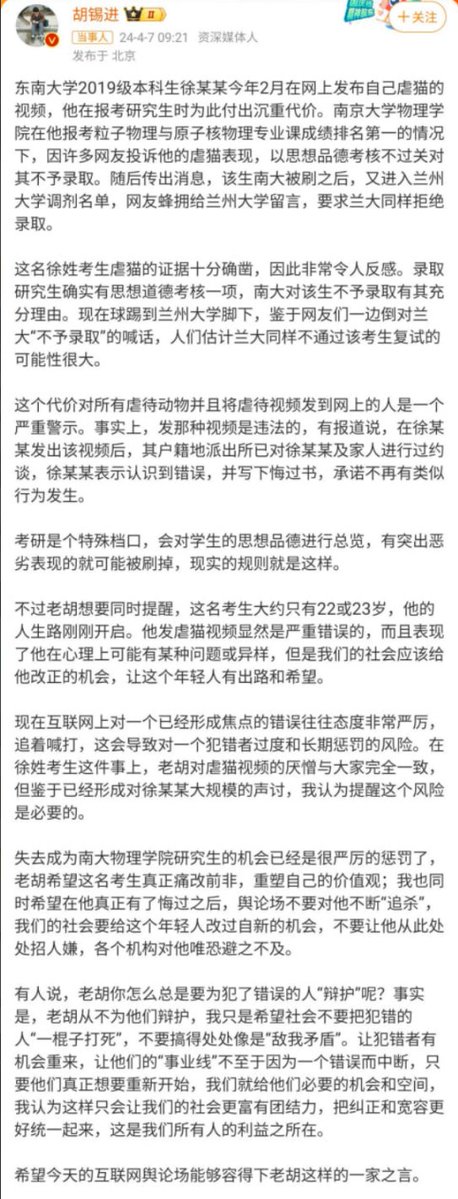 胡锡进
II
+关注
当事人 24-4-7 09:21 资深媒体人
发布于 北京
东南大学2019级本科生徐某某今年2月在网上发布自己虐猫的
视频，他在报考研究生时为此付出沉重代价。南京大学物理学
院在他报考粒子物理与原子核物理专业课成绩排名第一的情况
下，因许多网友投诉他的虐猫表现，以思想品德考核不过关对
其不予录取。随后传出消息，该生南大被刷之后，又进入兰州
大学调剂名单，网友蜂拥给兰州大学留言，要求兰大同样拒绝
录取。
这名徐姓考生虐猫的证据十分确凿，因此非常令人反感。录取
研究生确实有思想道德考核一项，南大对该生不予录取有其充
分理由。现在球踢到兰州大学脚下，鉴于网友们一边倒对兰
大“不予录取”的喊话，人们估计兰大同样不通过该考生复试的
可能性很大。
这个代价对所有虐待动物并且将虐待视频发到网上的人是一个
严重警示。事实上，发那种视频是违法的，有报道说，在徐某
某发出该视频后，其户籍地派出所已对徐某某及家人进行过约
谈，徐某某表示认识到错误，并写下悔过书，承诺不再有类似
行为发生。
考研是个特殊档口，会对学生的思想品德进行总览，有突出恶
劣表现的就可能被刷掉，现实的规则就是这样。
不过老胡想要同时提醒，这名考生大约只有22或23岁，他的
人生路刚刚开启。他发虐猫视频显然是严重错误的，而且表现
了他在心理上可能有某种问题或异样，但是我们的社会应该给
他改正的机会，让这个年轻人有出路和希望。
现在互联网上对一个已经形成焦点的错误往往态度非常严厉，
追着喊打，这会导致对一个犯错者过度和长期惩罚的风险。在
徐姓考生这件事上，老胡对虐猫视频的厌憎与大家完全一致，
但鉴于已经形成对徐某某大规模的声讨，我认为提醒这个风险
是必要的。
失去成为南大物理学院研究生的机会已经是很严厉的惩罚了，
老胡希望这名考生真正痛改前非，重塑自己的价值观；我也同
时希望在他真正有了悔过之后，舆论场不要对他不断“追杀”，
我们的社会要给这个年轻人改过自新的机会，不要让他从此处
处招人嫌，各个机构对他唯恐避之不及。
有人说，老胡你怎么总是要为犯了错误的人“辩护”呢？事实
是，老胡从不为他们辩护，我只是希望社会不要把犯错的
人“一棍子打死”，不要搞得处处像是“敌我矛盾”。让犯错者有
机会重来，让他们的“事业线”不至于因为一个错误而中断，只
要他们真正想要重新开始，我们就给他们必要的机会和空间，
我认为这样只会让我们的社会更富有团结力，把纠正和宽容更
好统一起来，这是我们所有人的利益之所在。
希望今天的互联网舆论场能够容得下老胡这样的一家之言。